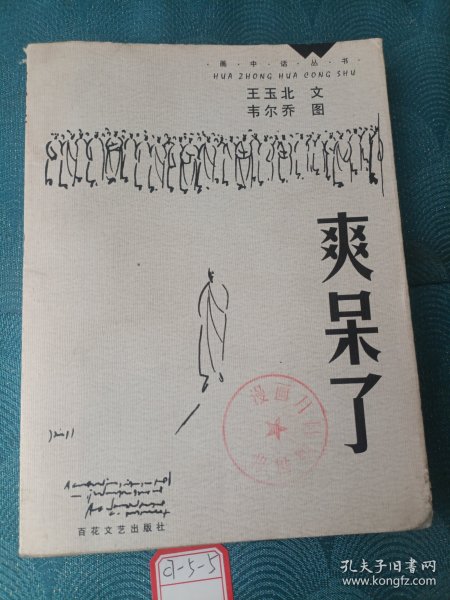 ·画·中·话·丛·书·
HUA ZHONG HUA CONG SHU
王玉北 文
韦尔乔 图
爽呆了
百花文艺出版社
01-5-5
孔夫子旧书网
www.kongfz.com